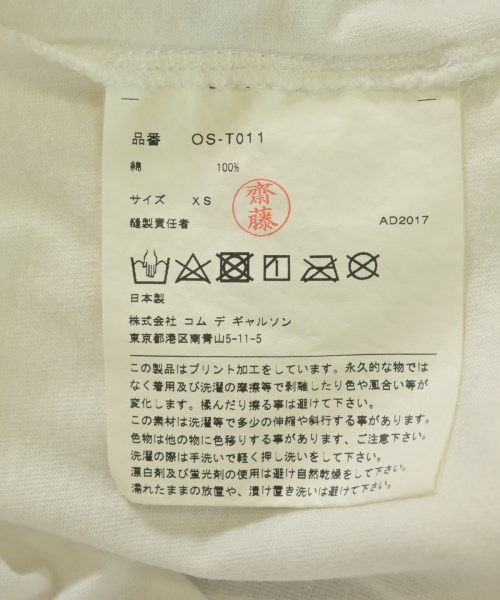 品番 OS-T011
綿 100%
サイズ XS
齋藤
縫製責任者 AD2017
日本製
株式会社 コム デ ギャルソン
東京都港区南青山5-11-5
この製品はプリント加工をしています。永久的な物では
なく着用及び洗濯の摩擦等で剥離したり色や風合い等が
変化します。揉んだり擦る事は避けて下さい。
この素材は洗濯等で多少の伸縮や斜行する事があります。
色物は他の物に色移りする事があります、ご注意下さい。
洗濯の際は手洗いで軽く押し洗いをして下さい。
漂白剤及び蛍光剤の使用は避け自然乾燥をして下さい。
濡れたままの放置や、漬け置き洗いは避けて下さい。